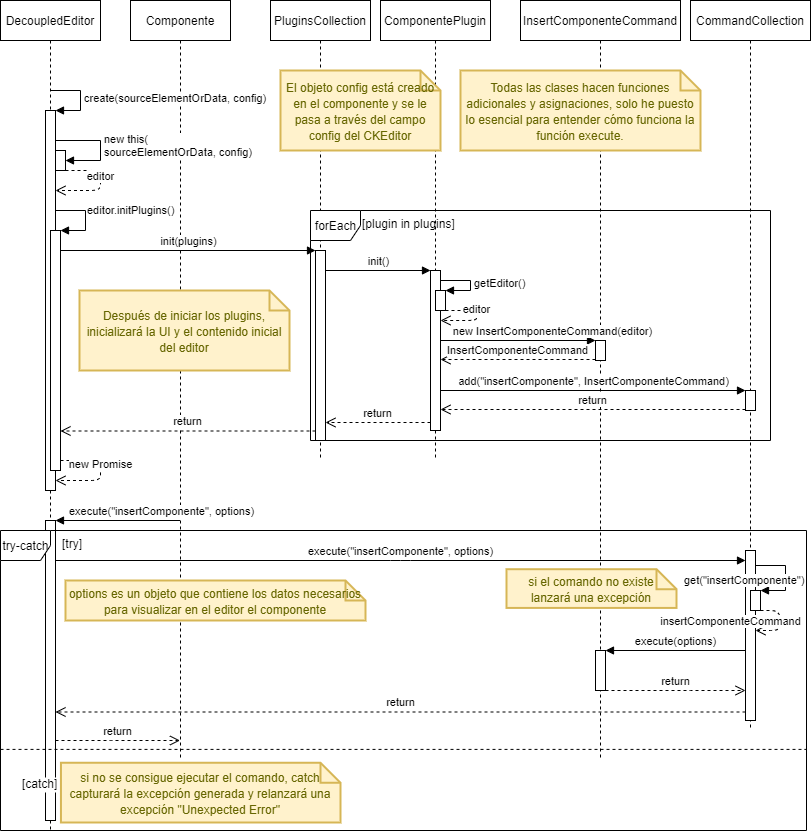 DecoupledEditor
Componente
PluginsCollection
ComponentePlugin
InsertComponenteCommand
CommandCollection
create(sourceElementOrData, config)
El objeto config está creado
en el componente y se le
pasa a través del campo
config del CKEditor
Todas las clases hacen funciones
adicionales y asignaciones, solo he puesto
lo esencial para entender cómo funciona la
función execute.
new this(
sourceElementOrData, config)
editor
editor.initPlugins()
forEach
[plugin in plugins]
init(plugins)
init()
getEditor()
editor
Después de iniciar los plugins,
inicializará la UI y el contenido inicial
del editor
new InsertComponenteCommand(editor)
InsertComponenteCommand
add("insertComponente", InsertComponenteCommand)
return
return
return
new Promise
execute("insertComponente", options)
try-catch
[try]
execute("insertComponente", options)
options es un objeto que contiene los datos necesarios
para visualizar en el editor el componente
si el comando no existe
lanzará una excepción
get("insertComponente")
insertComponenteCommand
execute(options)
return
return
return
[catch]
si no se consigue ejecutar el comando, catch
capturará la excepción generada y relanzará una
excepción "Unexpected Error"